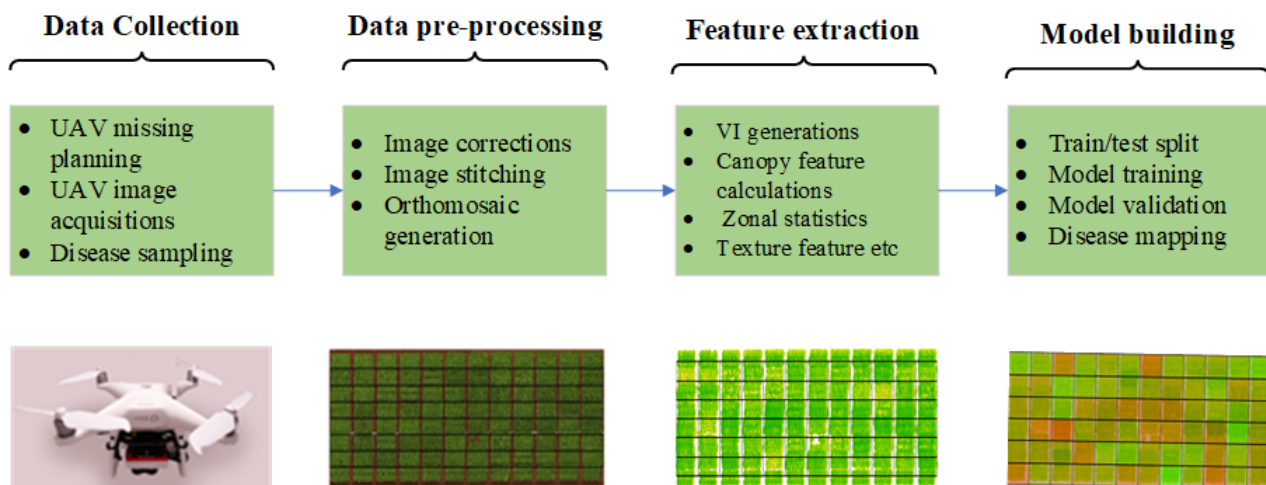 Data Collection
Data pre-processing
Feature extraction
Model building
• UAV missing
planning
• UAV image
acquisitions
• Disease sampling
• Image corrections
• Image stitching
• Orthomosaic
generation
• VI generations
• Canopy feature
calculations
• Zonal statistics
• Texture feature etc
• Train/test split
• Model training
• Model validation
• Disease mapping